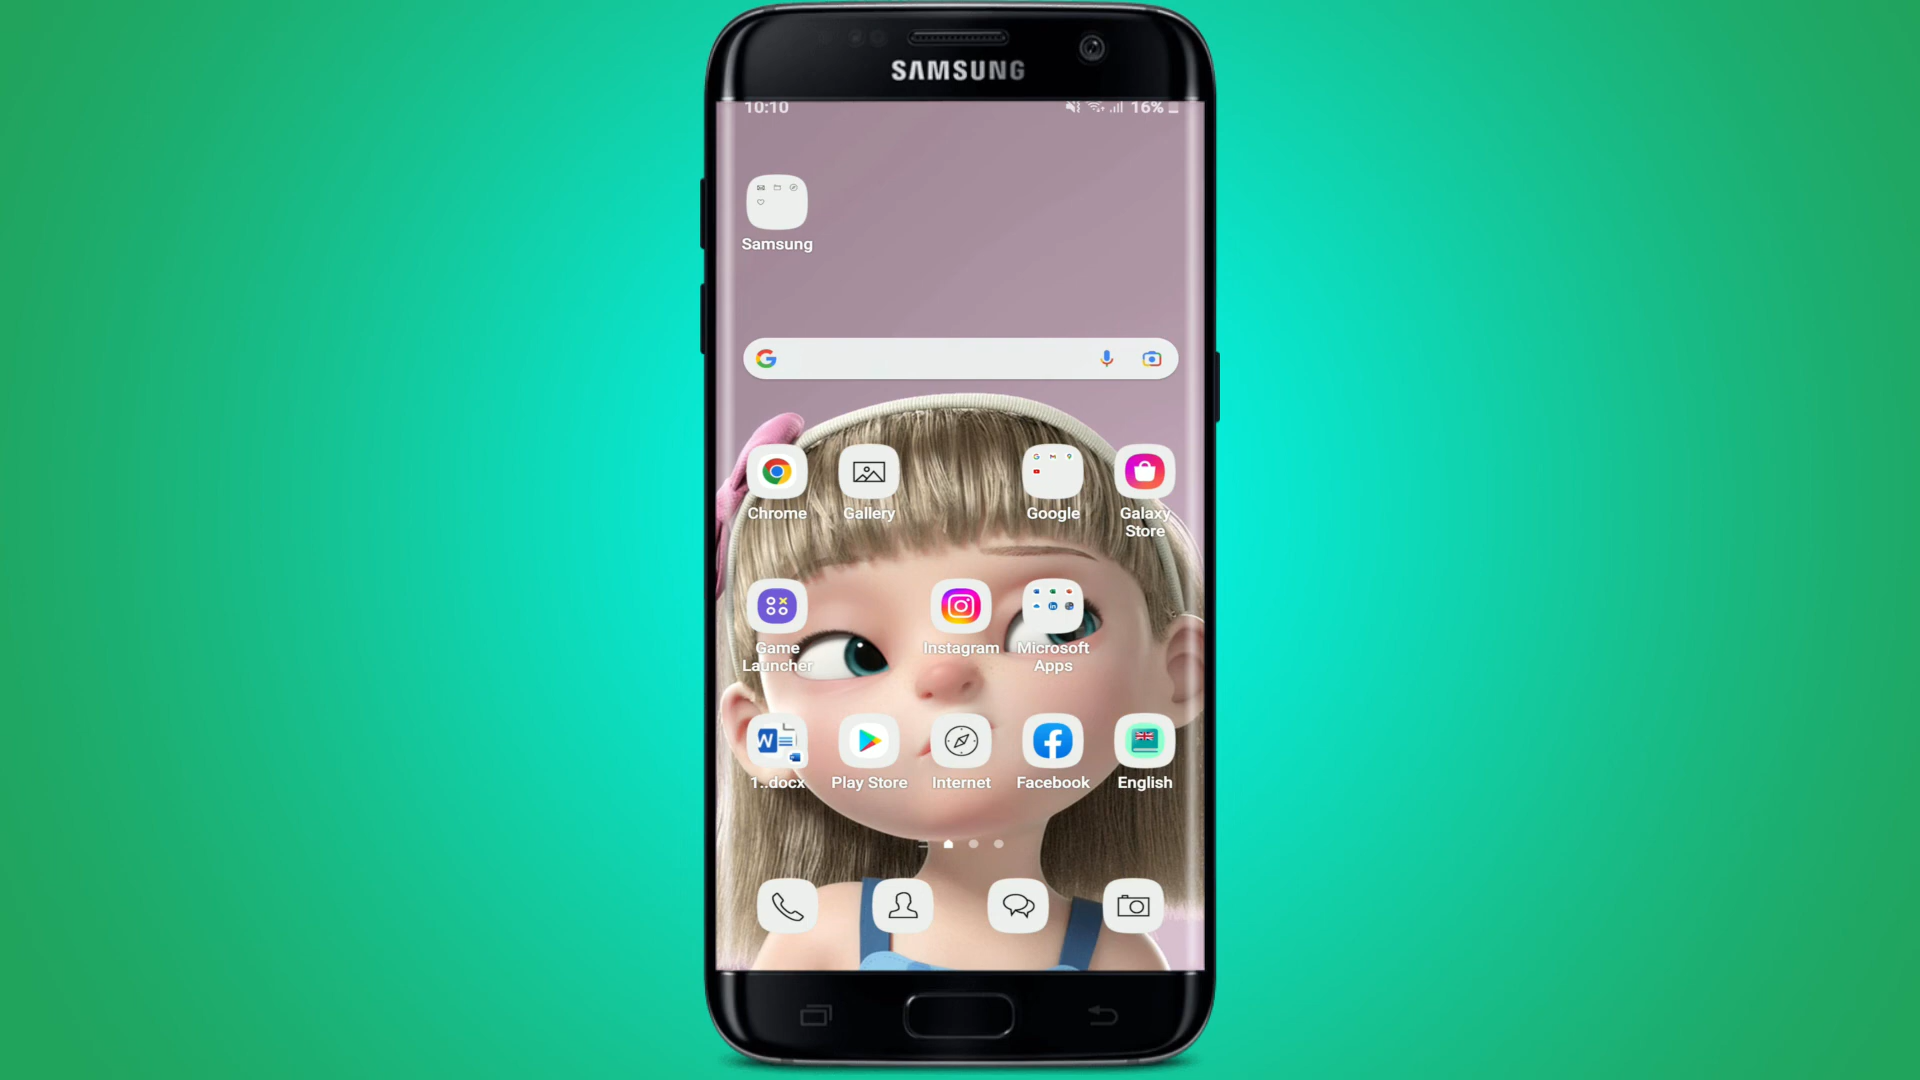 SAMSUNG
10:10 16%
Samsung
Chrome Gallery Google Galaxy
Store
Game Instagram Microsoft
Launcher Apps
1..docx Play Store Internet Facebook English